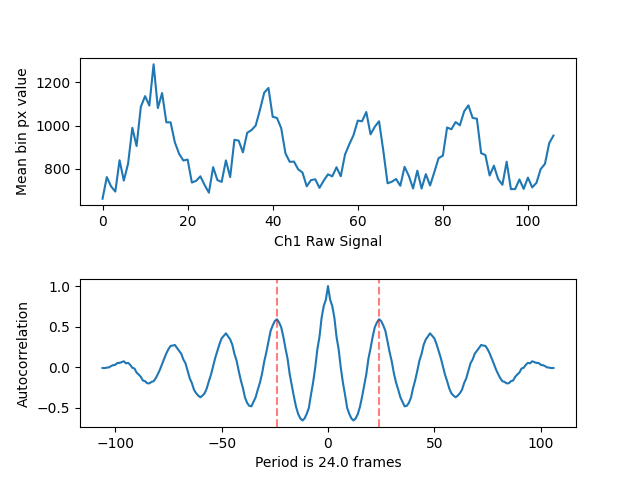 1200
1000
800
Mean bin px value
0 20 40 60 80 100
Ch1 Raw Signal
1.0
0.5
0.0
−0.5
Autocorrelation
−100 −50 0 50 100
Period is 24.0 frames